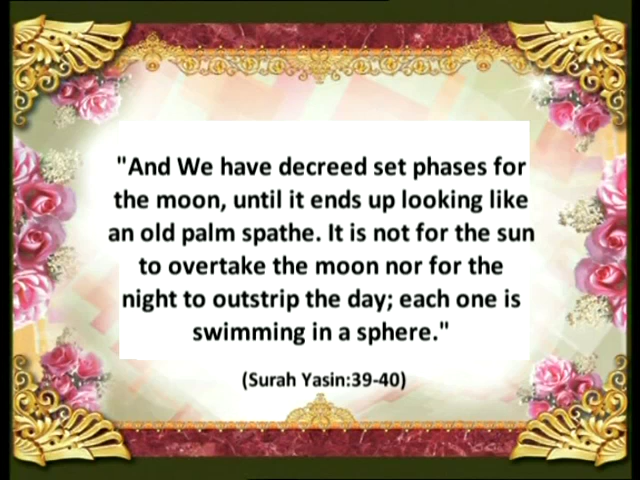 "And We have decreed set phases for
the moon, until it ends up looking like
an old palm spathe. It is not for the sun
to overtake the moon nor for the
night to outstrip the day; each one is
swimming in a sphere."
(Surah Yasin:39-40)